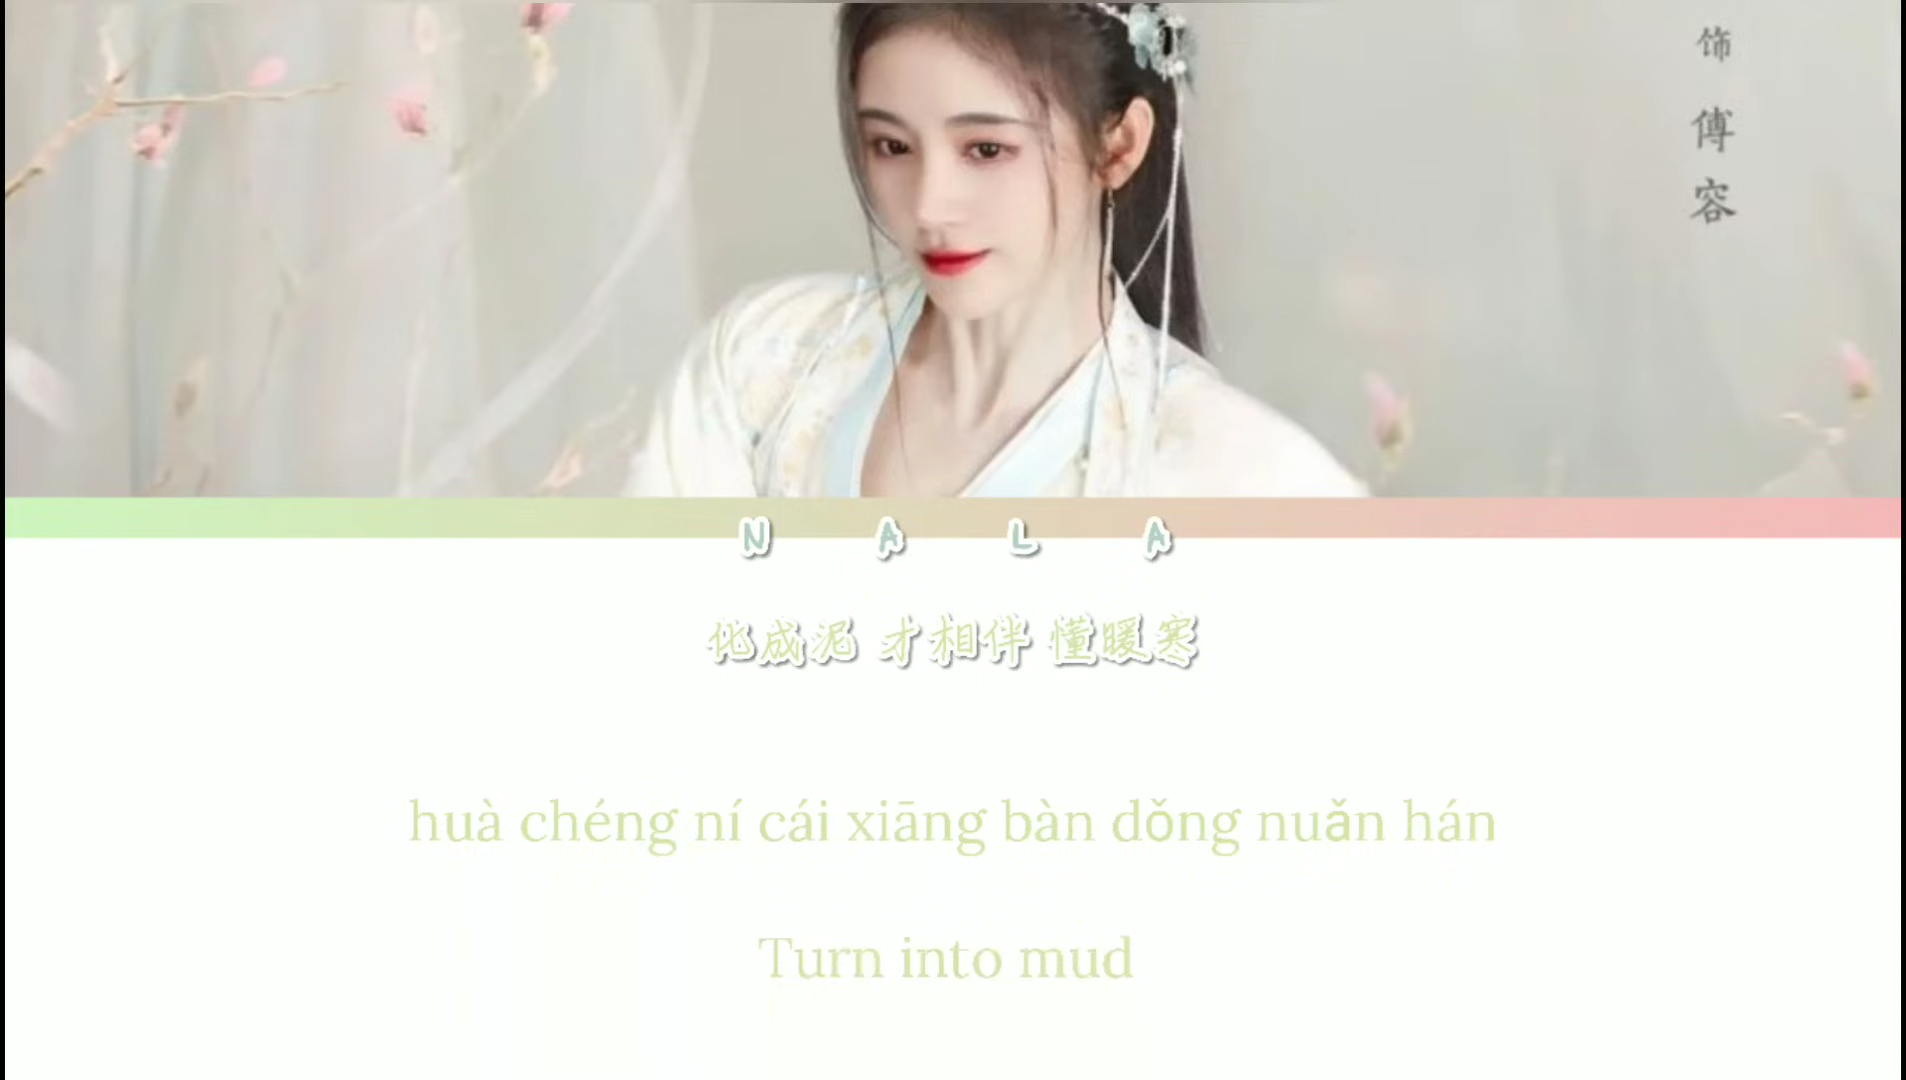 饰 傅容
N A L A
化成泥 才相伴 懂暖寒
huà chéng ní cái xiāng bàn dǒng nuǎn hán
Turn into mud